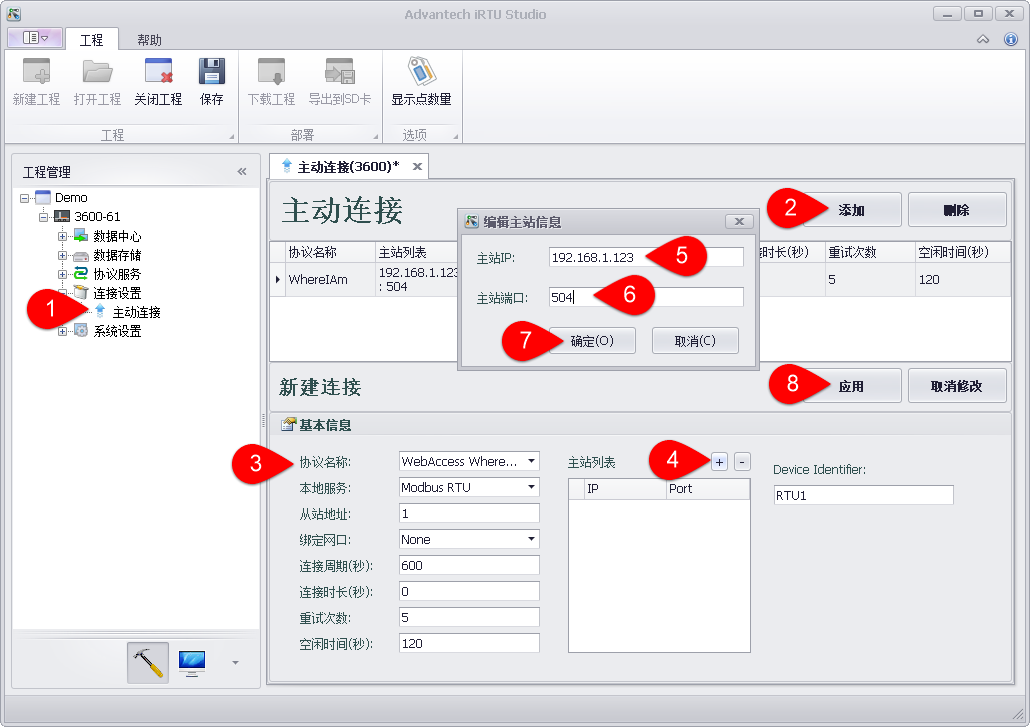 Advantech iRTU Studio
工程
帮助
新建工程
打开工程
关闭工程
保存
下载工程
导出到SD卡
显示点数量
工程
部署
选项
工程管理
«
Demo
3600-61
数据中心
数据存储
协议服务
连接设置
1
主动连接
系统设置
主动连接(3600)*
主动连接
2
添加
删除
协议名称
主站列表
时长(秒)
重试次数
空闲时间(秒)
WhereIAm
192.168.1.123
: 504
5
120
编辑主站信息
主站IP:
192.168.1.123
5
主站端口:
504
6
7
确定(O)
取消(C)
新建连接
8
应用
取消修改
基本信息
3
协议名称:
WebAccess Where...
本地服务:
Modbus RTU
从站地址:
1
绑定网口:
None
连接周期(秒):
600
连接时长(秒):
0
重试次数:
5
空闲时间(秒):
120
主站列表
4
+
-
IP
Port
Device Identifier:
RTU1